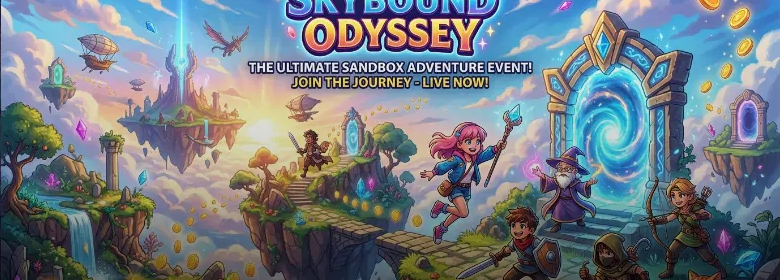 SKYBOUND
ODYSSEY
THE ULTIMATE SANDBOX ADVENTURE EVENT!
JOIN THE JOURNEY - LIVE NOW!